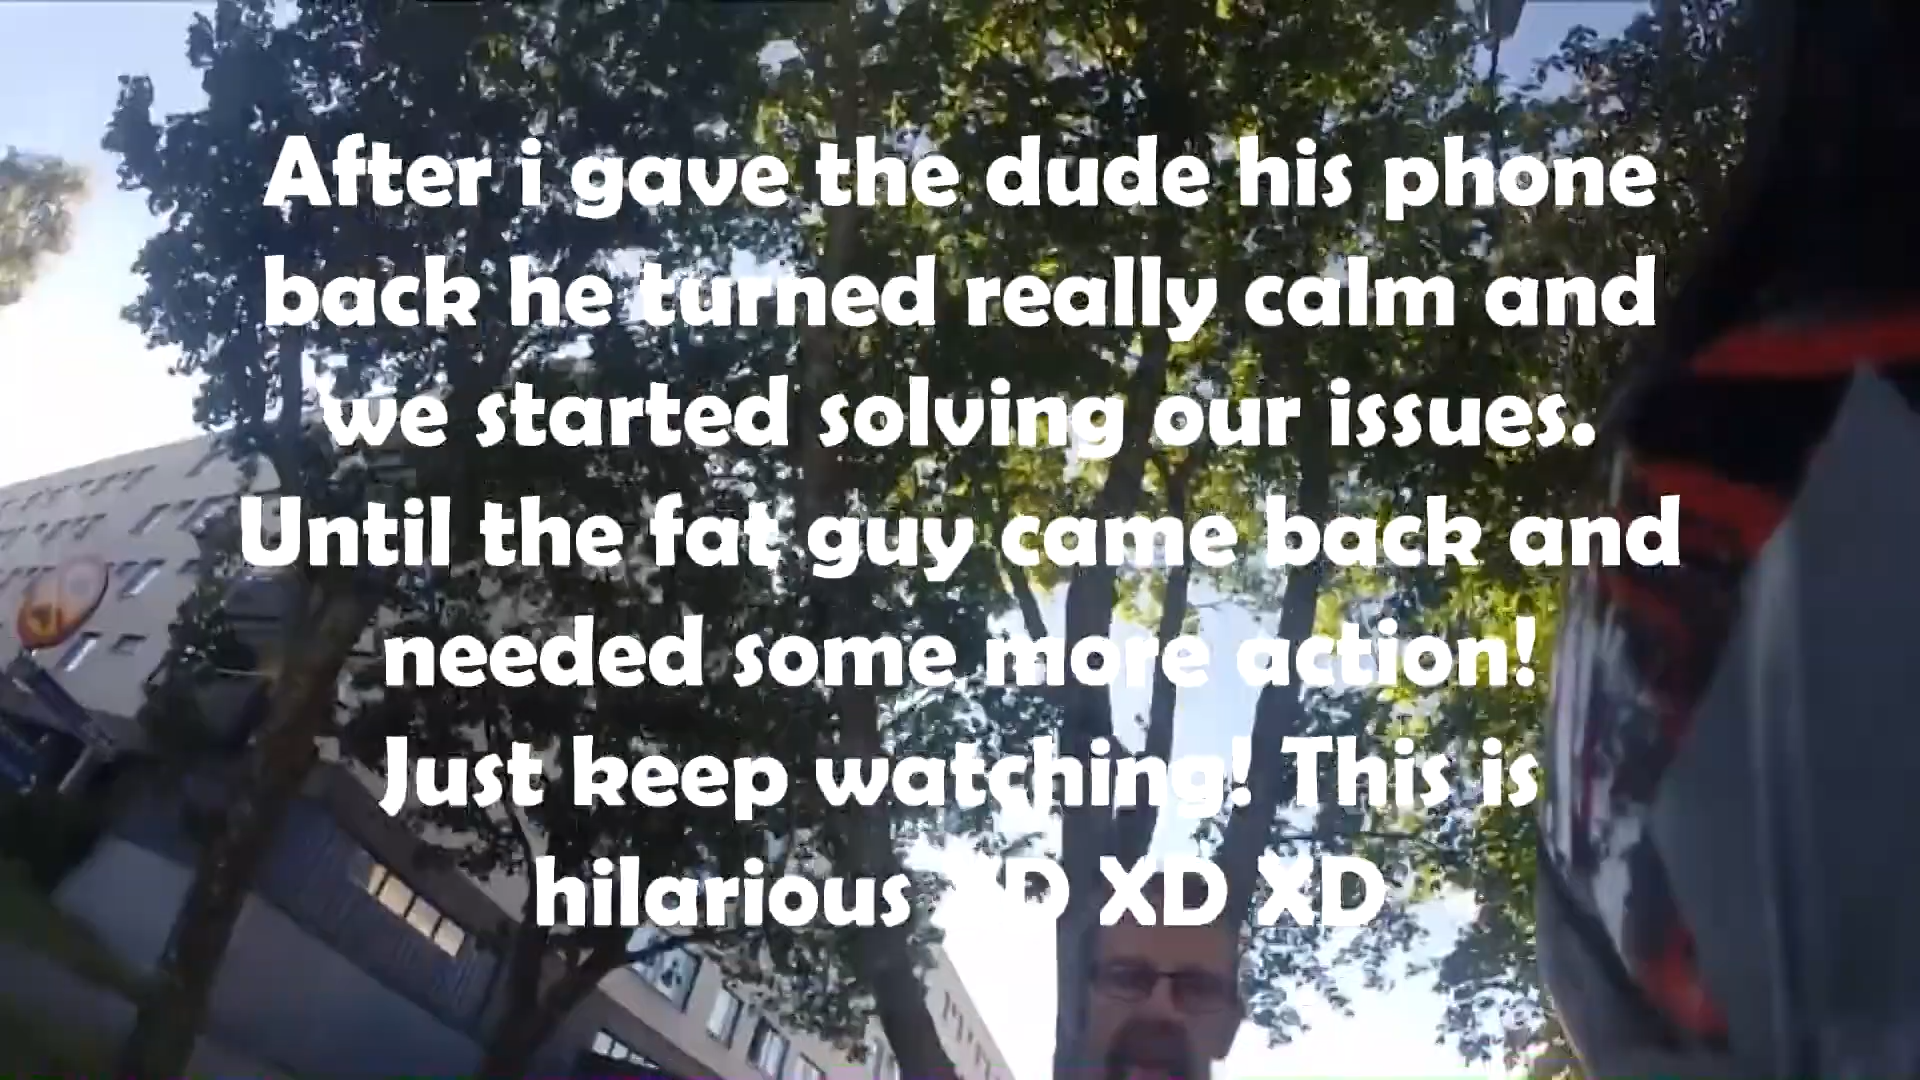 After i gave the dude his phone
back he turned really calm and
we started solving our issues.
Until the fat guy came back and
needed some more action!
Just keep watching! This is
hilarious XD XD XD